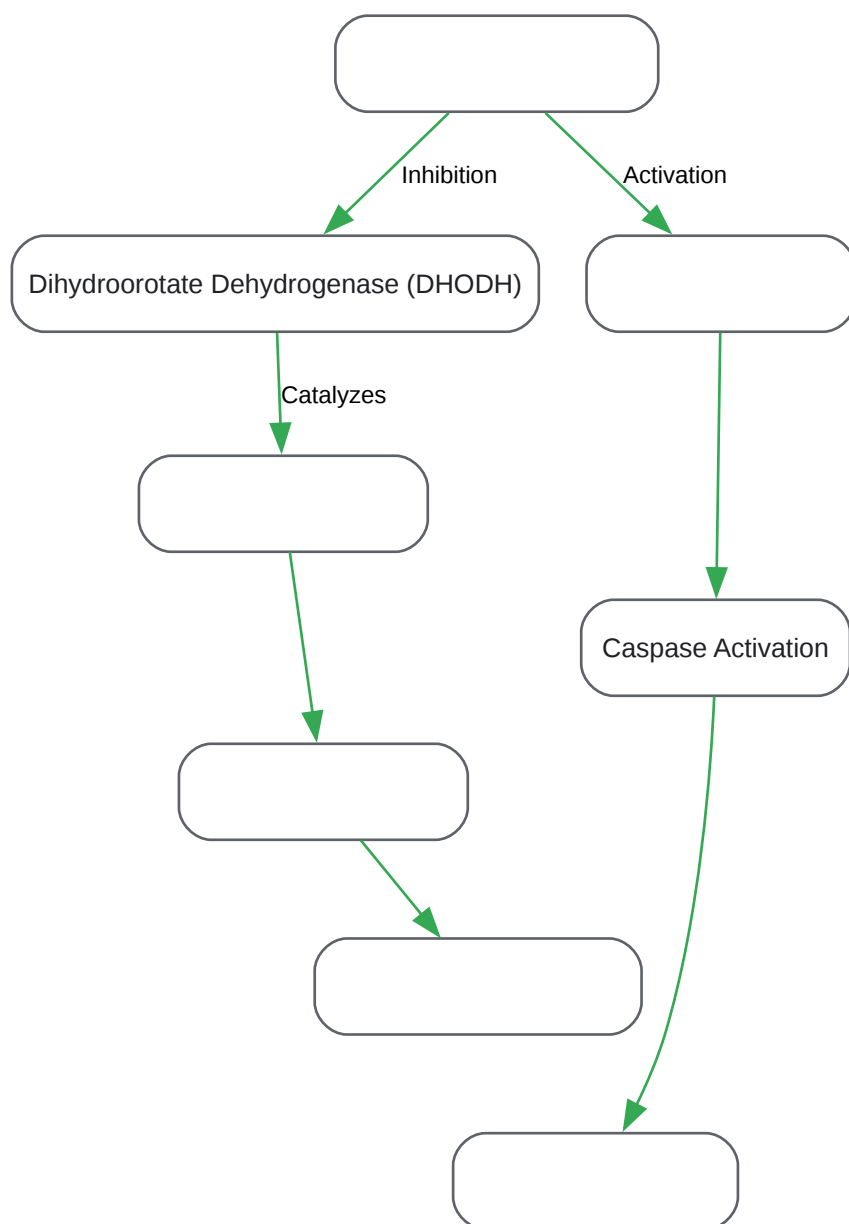 Inhibition
Activation
Dihydroorotate Dehydrogenase (DHODH)
Catalyzes
Caspase Activation